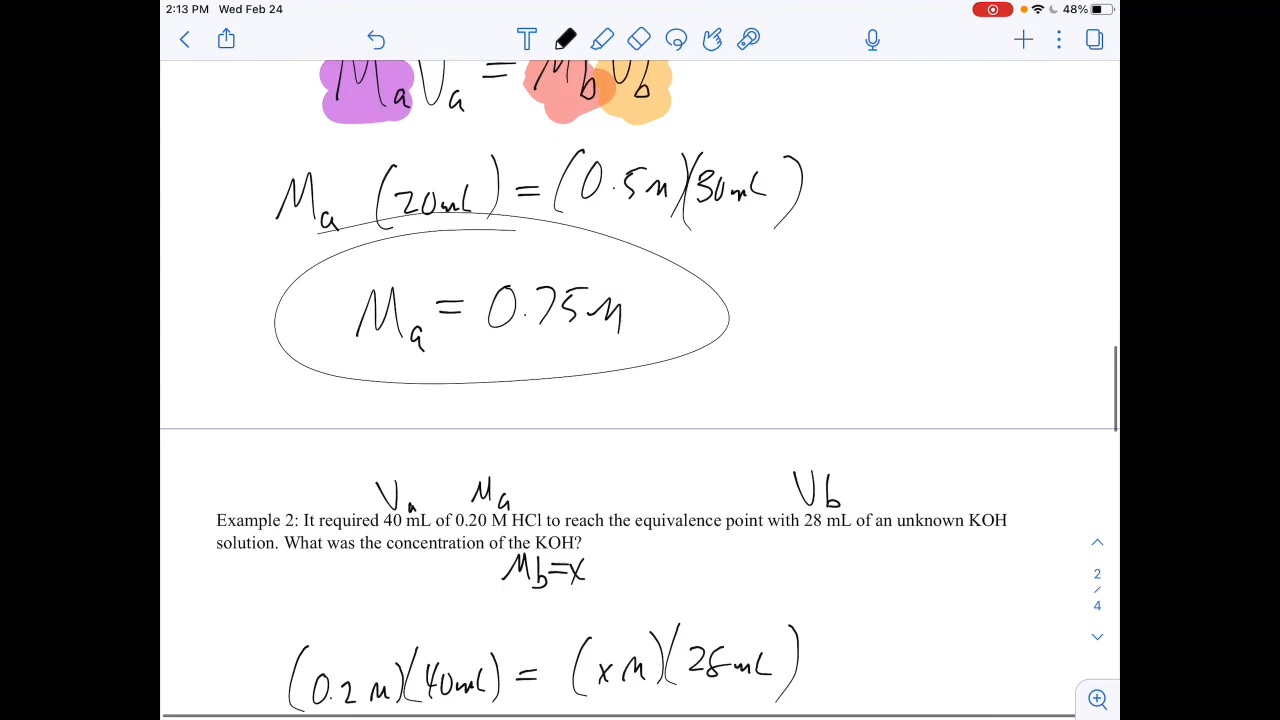 2:13 PM Wed Feb 24
48%
MaVa = MbVb
Ma (20mL) = (0.5M)(30mL)
Ma = 0.75M
Va Ma Vb
Example 2: It required 40 mL of 0.20 M HCl to reach the equivalence point with 28 mL of an unknown KOH
solution. What was the concentration of the KOH?
Mb=x
2
/
4
(0.2M)(40mL) = (xM)(28mL)